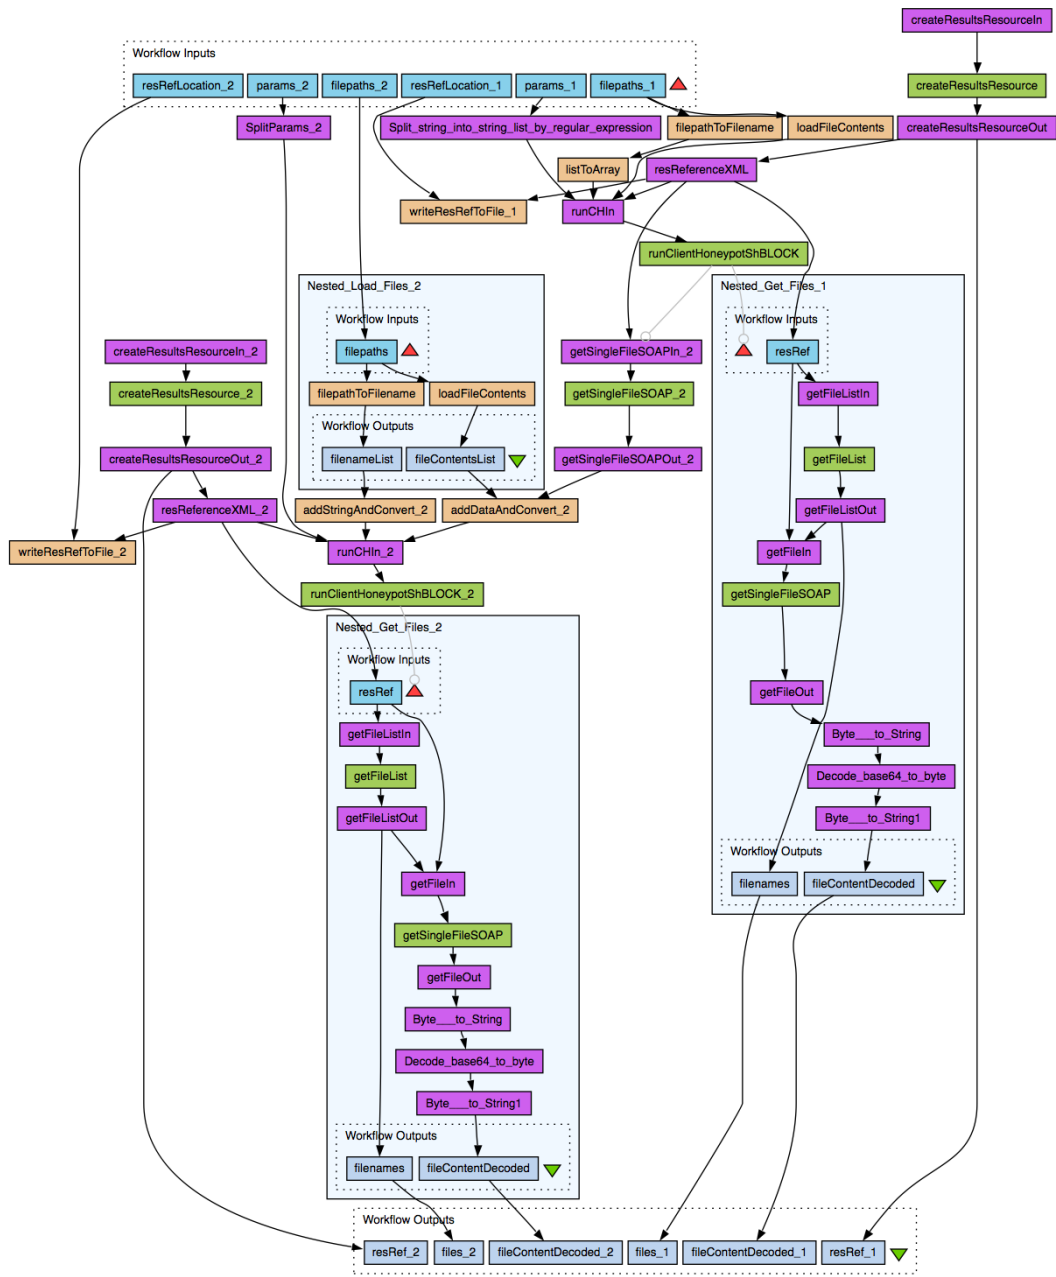 createResultsResourceIn
Workflow Inputs
resRefLocation_2 params_2 filepaths_2 resRefLocation_1 params_1 filepaths_1
createResultsResource
SplitParams_2 Split_string_into_string_list_by_regular_expression filepathToFilename loadFileContents createResultsResourceOut
listToArray resReferenceXML
writeResRefToFile_1 runCHIn
runClientHoneypotShBLOCK
Nested_Load_Files_2 Nested_Get_Files_1
Workflow Inputs Workflow Inputs
createResultsResourceIn_2 filepaths getSingleFileSOAPIn_2 resRef
createResultsResource_2 filepathToFilename loadFileContents getSingleFileSOAP_2 getFileListIn
Workflow Outputs
createResultsResourceOut_2 filenameList fileContentsList getSingleFileSOAPOut_2 getFileList
resReferenceXML_2 addStringAndConvert_2 addDataAndConvert_2 getFileListOut
writeResRefToFile_2 runCHIn_2 getFileIn
runClientHoneypotShBLOCK_2 getSingleFileSOAP
Nested_Get_Files_2
Workflow Inputs
resRef getFileOut
getFileListIn Byte___to_String
getFileList Decode_base64_to_byte
getFileListOut Byte___to_String1
Workflow Outputs
getFileIn filenames fileContentDecoded
getSingleFileSOAP
getFileOut
Byte___to_String
Decode_base64_to_byte
Byte___to_String1
Workflow Outputs
filenames fileContentDecoded
Workflow Outputs
resRef_2 files_2 fileContentDecoded_2 files_1 fileContentDecoded_1 resRef_1